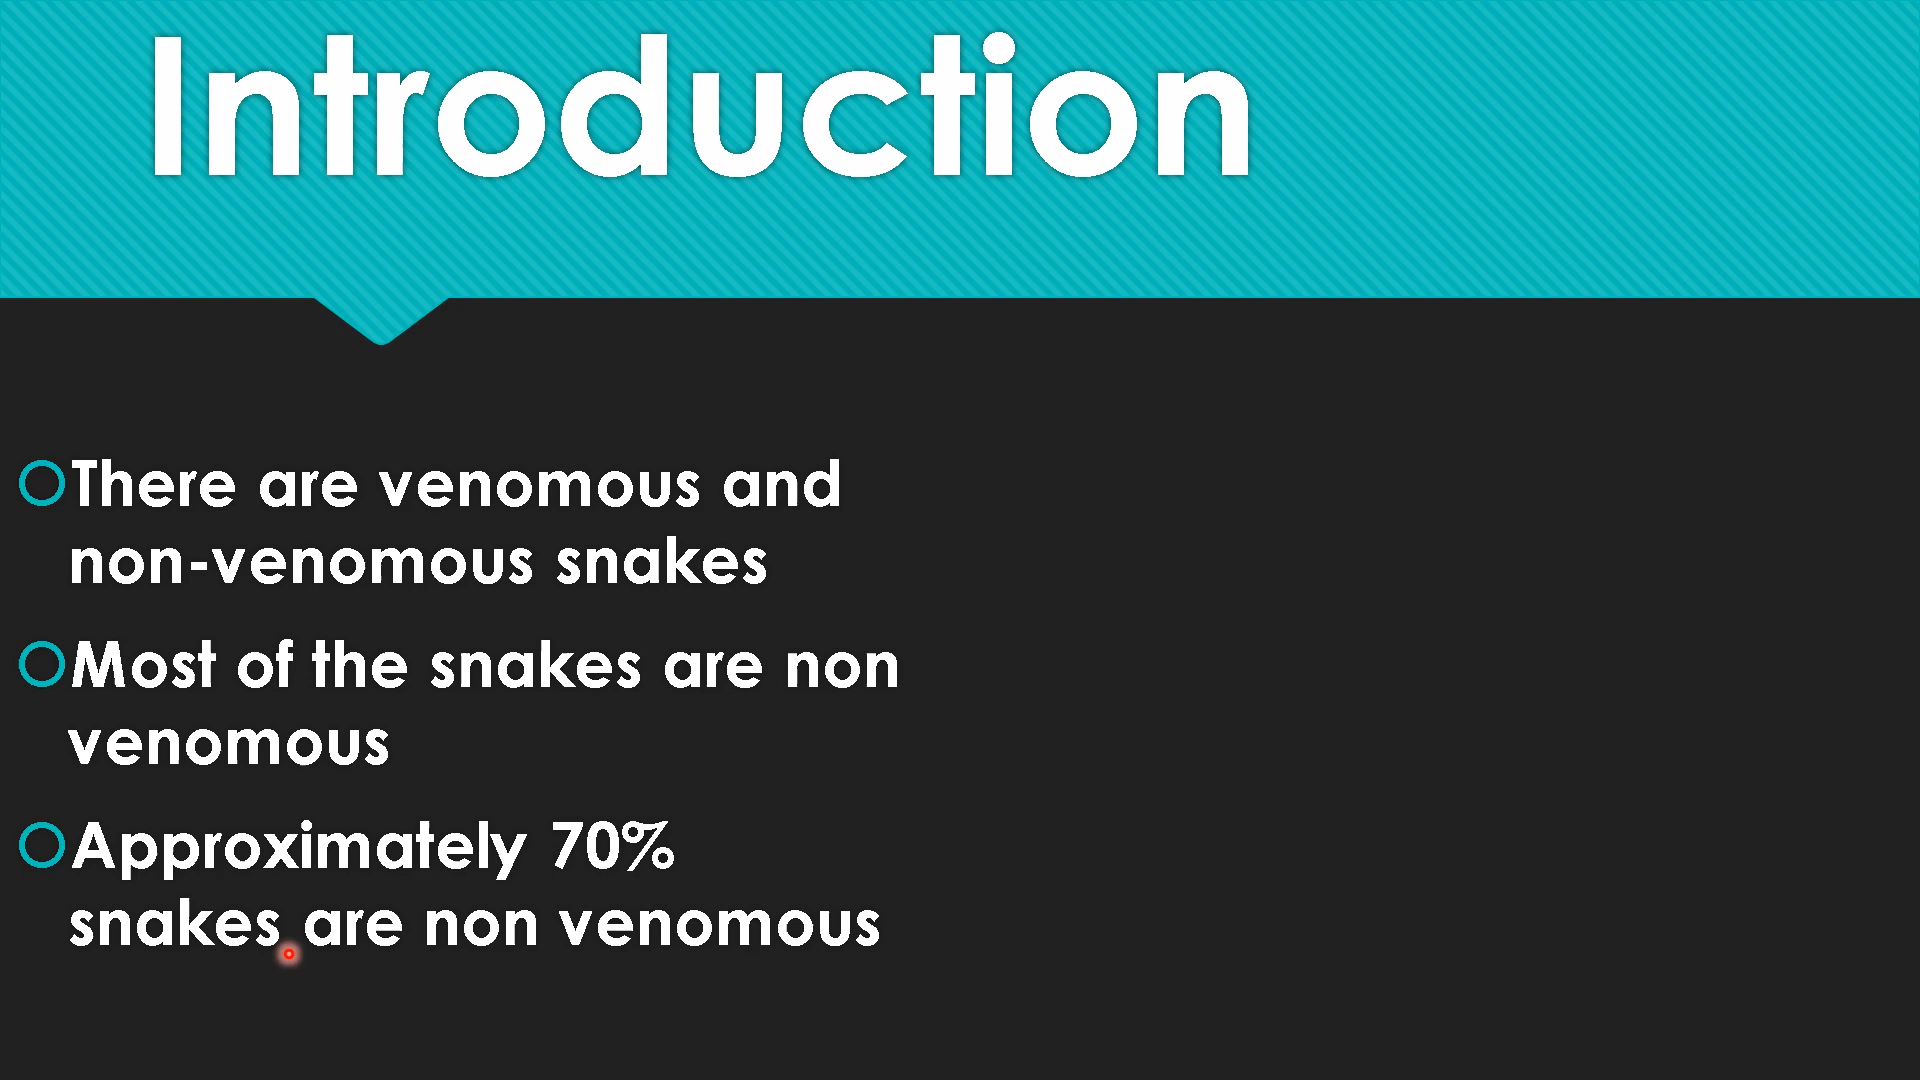 Introduction
There are venomous and
non-venomous snakes
Most of the snakes are non
venomous
Approximately 70%
snakes are non venomous